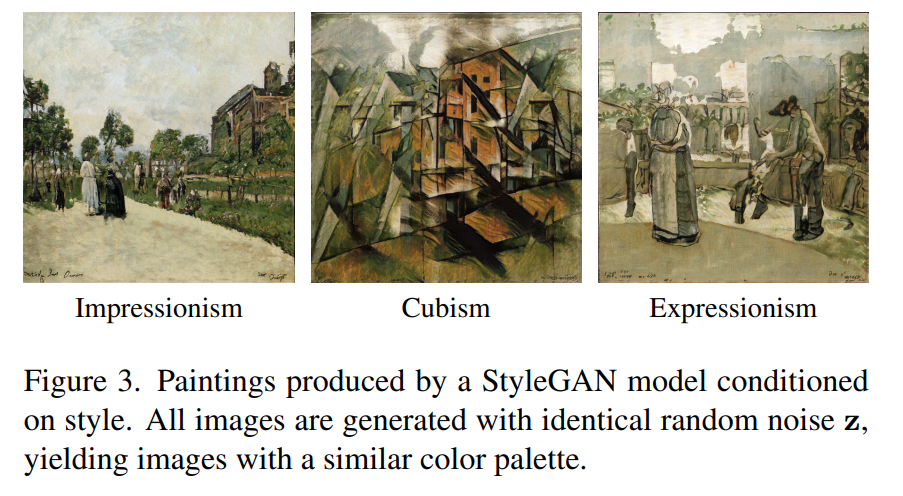 Impressionism
Cubism
Expressionism
Figure 3. Paintings produced by a StyleGAN model conditioned
on style. All images are generated with identical random noise z,
yielding images with a similar color palette.